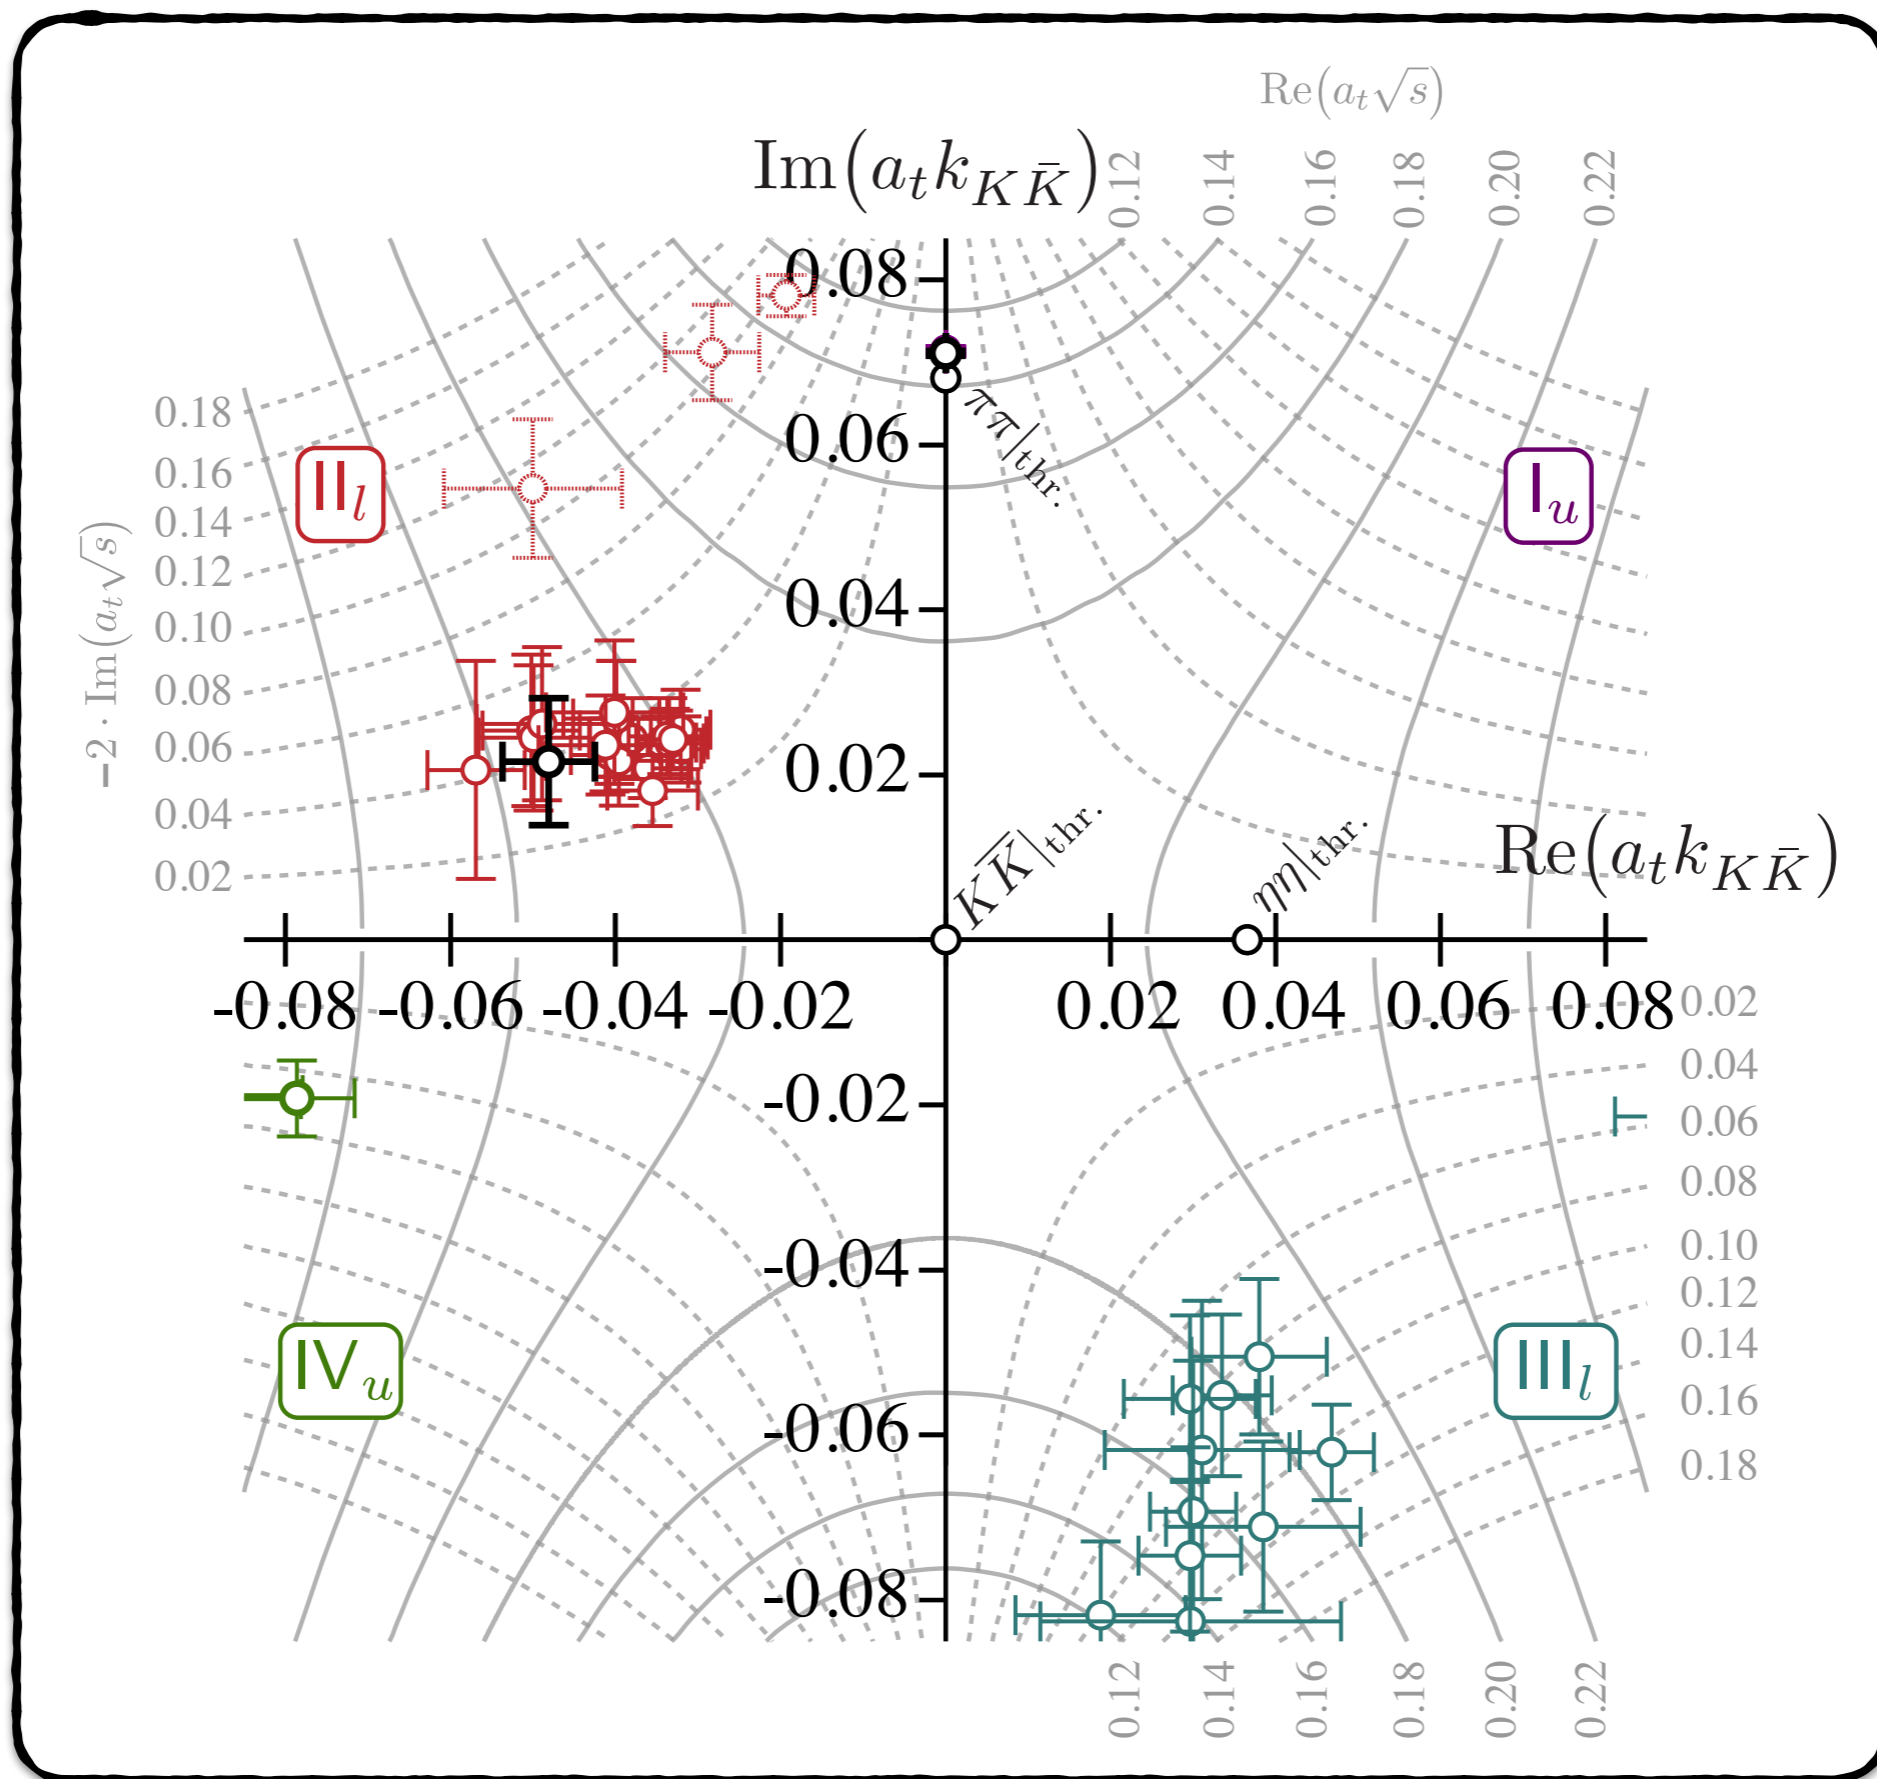 Re(a_t√s)
Im(a_t k_{KK̄})
0.12 0.14 0.16 0.18 0.20 0.22
0.08
0.06
0.04
0.02
ππ|thr.
0.18
0.16
0.14
0.12
0.10
0.08
0.06
0.04
0.02
−2 · Im(a_t√s)
II_l
I_u
KK̄|thr.
ηη|thr.
Re(a_t k_{KK̄})
-0.08 -0.06 -0.04 -0.02 0.02 0.04 0.06 0.08
-0.02
-0.04
-0.06
-0.08
0.02
0.04
0.06
0.08
0.10
0.12
0.14
0.16
0.18
IV_u
III_l
0.12 0.14 0.16 0.18 0.20 0.22